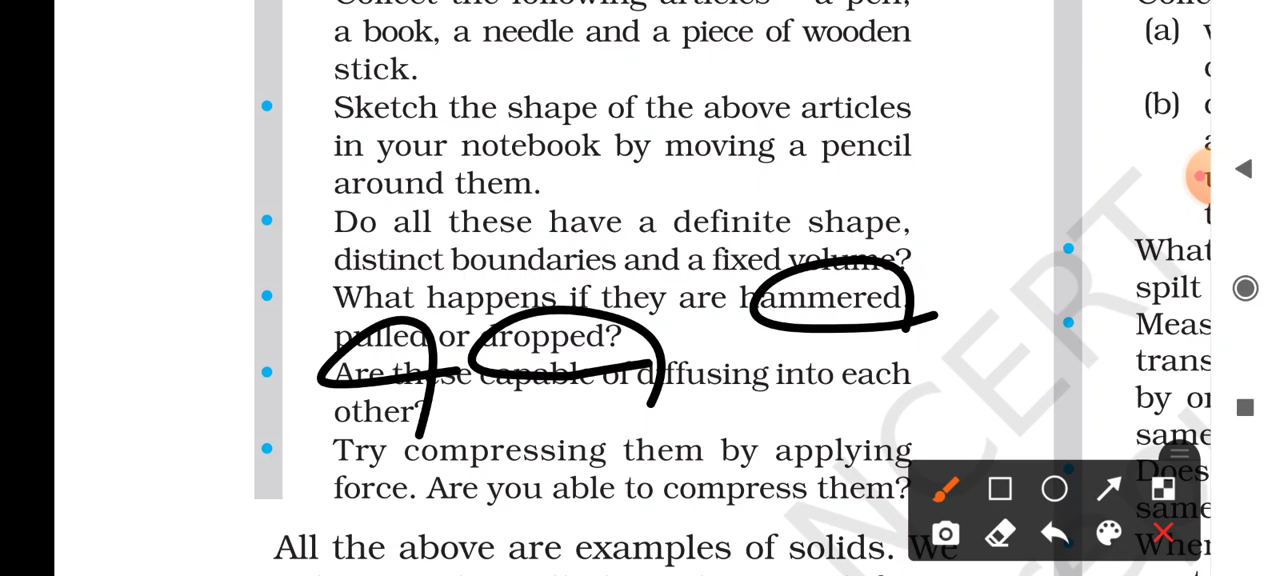 a book, a needle and a piece of wooden
stick.
Sketch the shape of the above articles
in your notebook by moving a pencil
around them.
Do all these have a definite shape,
distinct boundaries and a fixed volume?
What happens if they are hammered,
pulled or dropped?
Are these capable of diffusing into each
other?
Try compressing them by applying
force. Are you able to compress them?
All the above are examples of solids. We
(a)
(b)
What
spilt
Meas
trans
by or
same
Does
same
When
NCERT